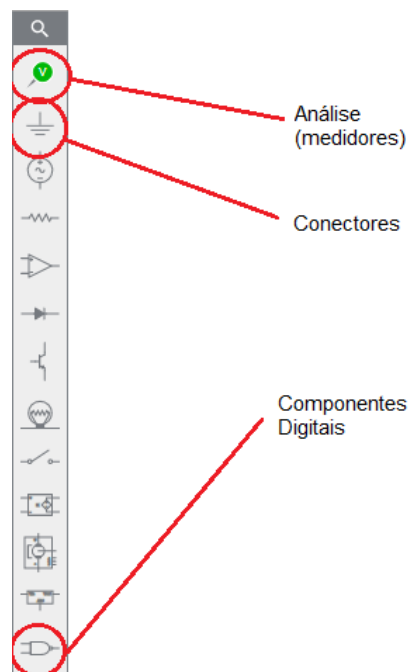 V
Análise
(medidores)
Conectores
Componentes
Digitais